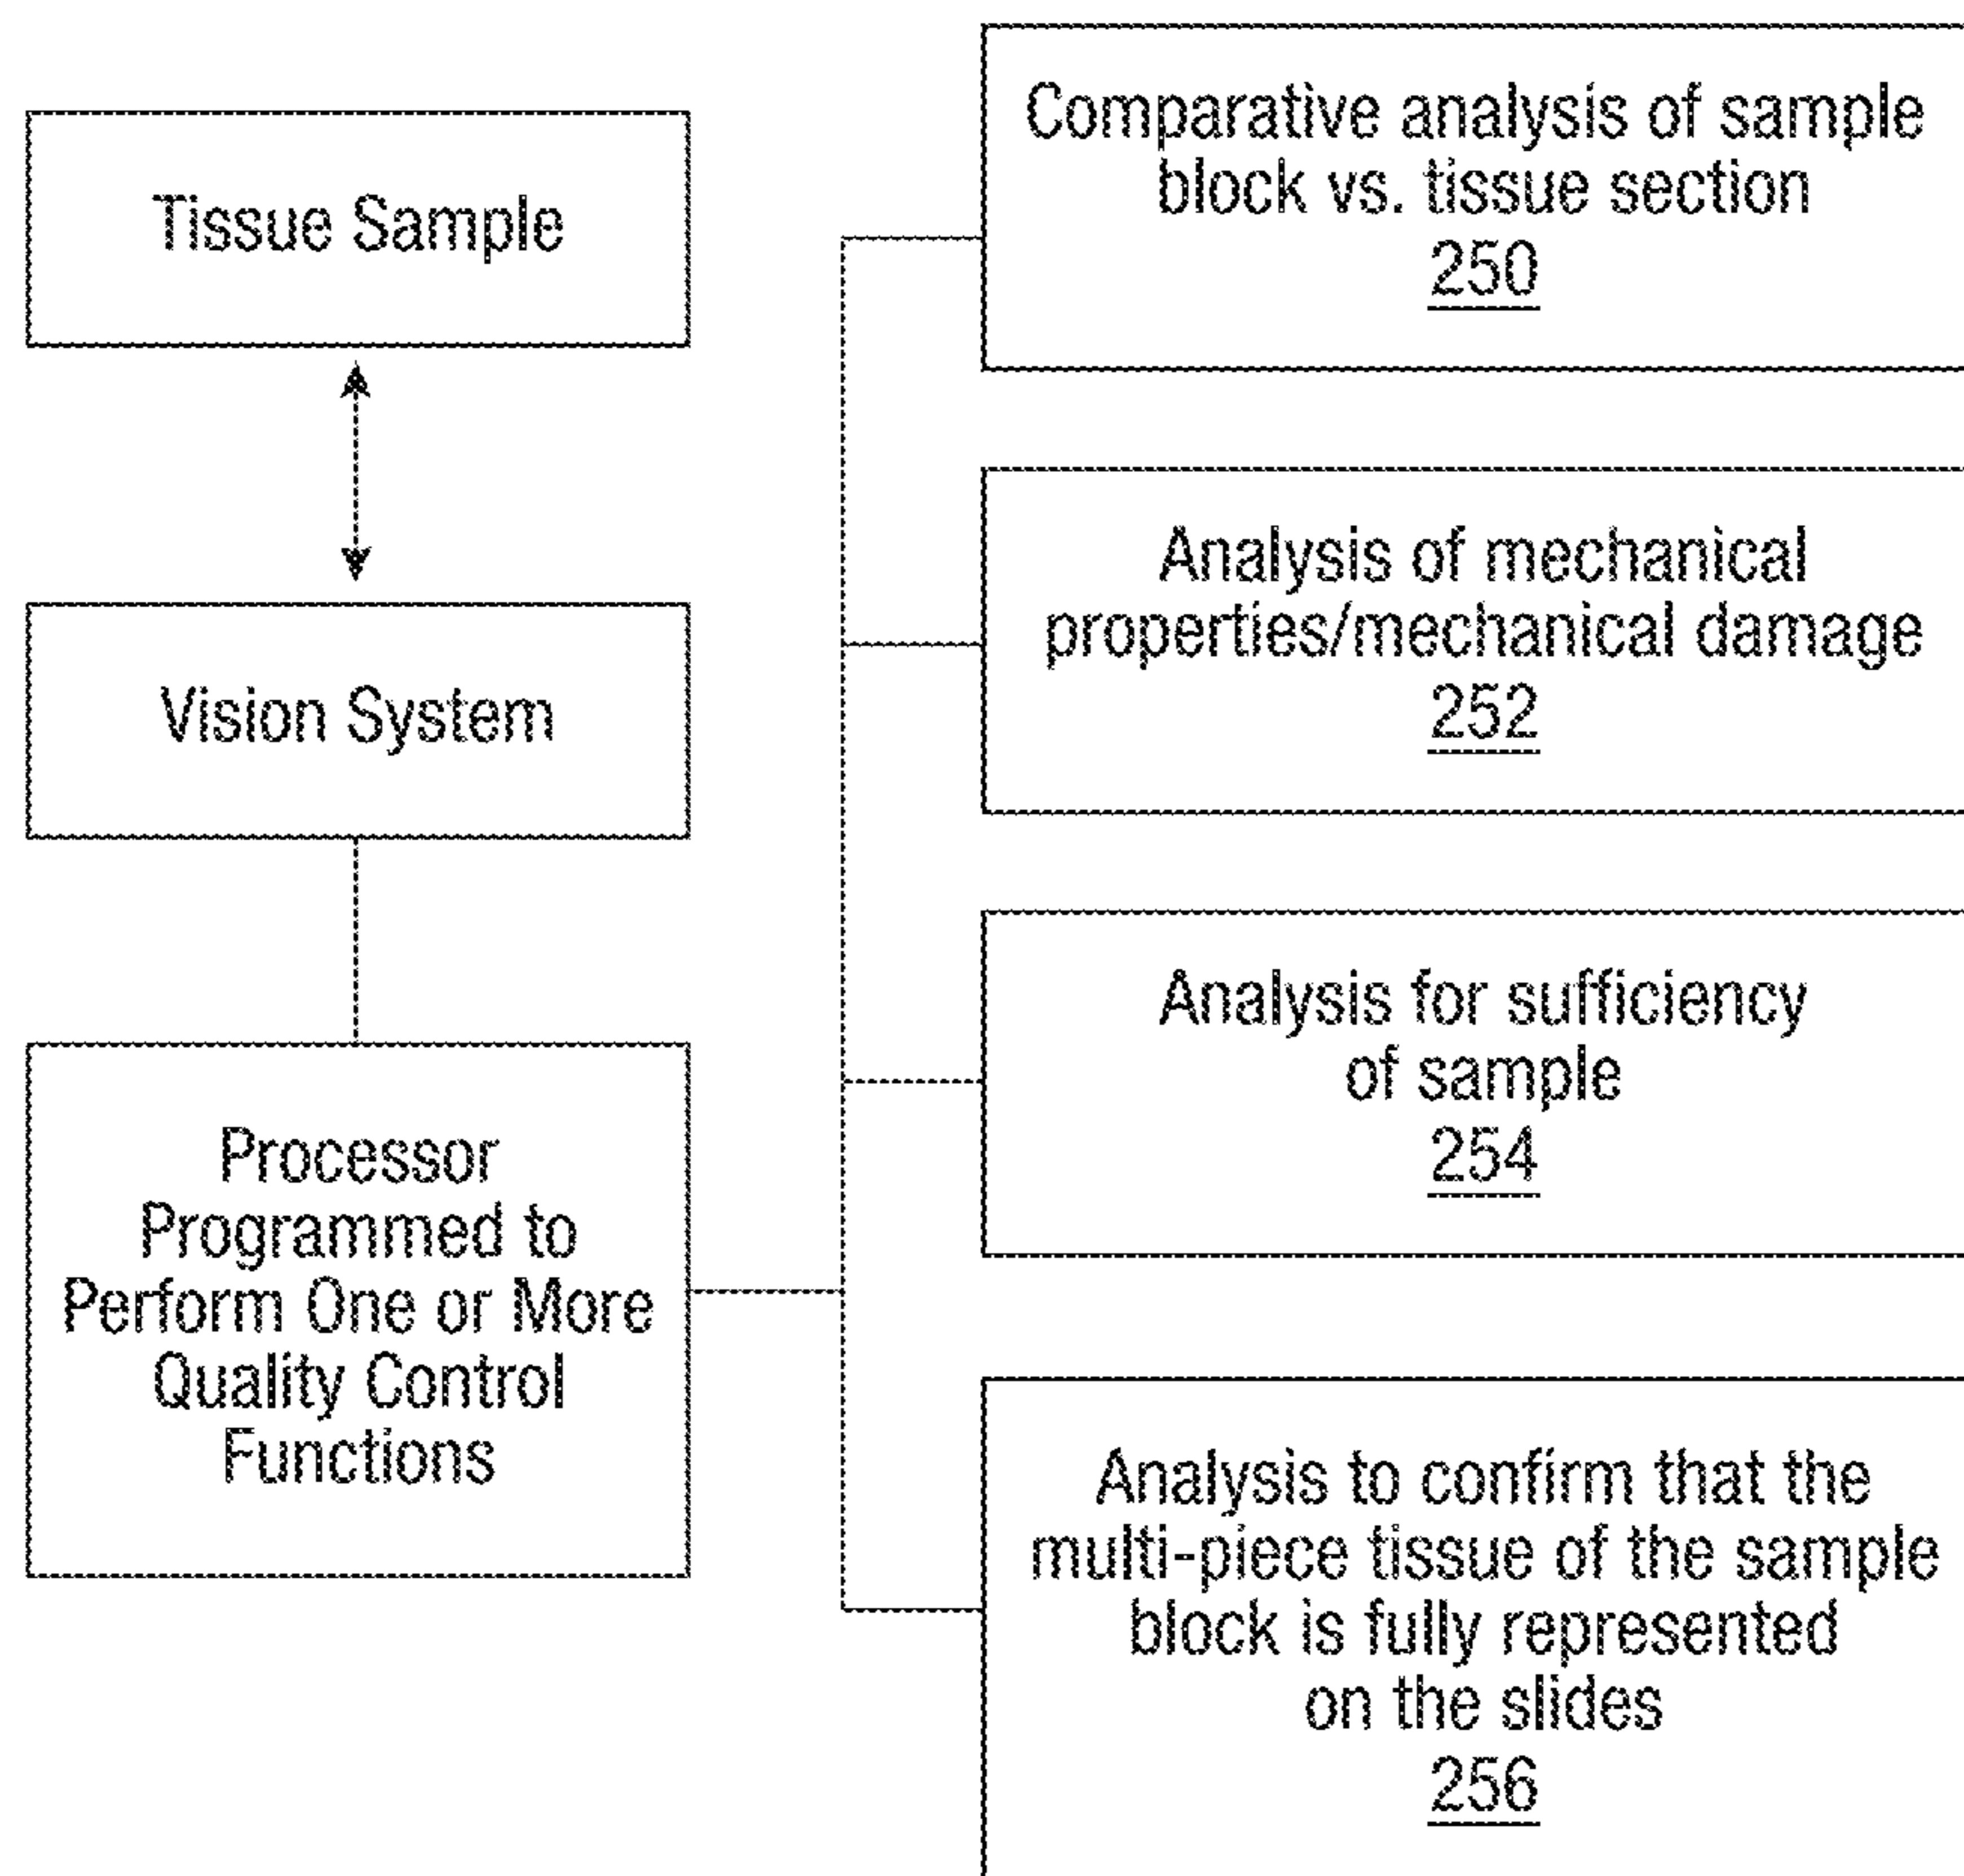 Tissue Sample
Vision System
Processor
Programmed to
Perform One or More
Quality Control
Functions
Comparative analysis of sample
block vs. tissue section
250
Analysis of mechanical
properties/mechanical damage
252
Analysis for sufficiency
of sample
254
Analysis to confirm that the
multi-piece tissue of the sample
block is fully represented
on the slides
256